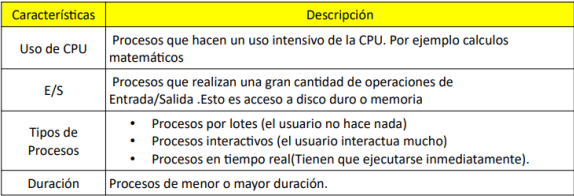 Características Descripción
Uso de CPU Procesos que hacen un uso intensivo de la CPU. Por ejemplo calculos
matemáticos
E/S Procesos que realizan una gran cantidad de operaciones de
Entrada/Salida .Esto es acceso a disco duro o memoria
Tipos de
Procesos
• Procesos por lotes (el usuario no hace nada)
• Procesos interactivos (el usuario interactua mucho)
• Procesos en tiempo real(Tienen que ejecutarse inmediatamente).
Duración Procesos de menor o mayor duración.